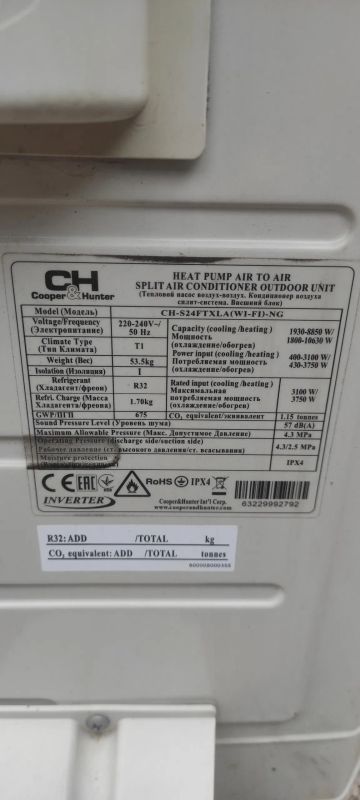 CH
Cooper&Hunter
HEAT PUMP AIR TO AIR
SPLIT AIR CONDITIONER OUTDOOR UNIT
(Тепловой насос воздух-воздух. Кондиционер воздуха
сплит-система. Внешний блок)
Model (Модель) CH-S24FTXLA(WI-FI)-NG
Voltage/Frequency (Электропитание) 220-240V~/ 50 Hz
Capacity (cooling /heating ) Мощность (охлаждение/обогрев) 1930-8850 W/ 1800-10630 W
Climate Type (Тип Климата) T1
Weight (Вес) 53.5kg
Power input (cooling /heating ) Потребляемая мощность (охлаждение/обогрев) 400-3100 W/ 430-3750 W
Isolation (Изоляция) I
Refrigerant (Хладагент/фреон) R32
Rated input (cooling/heating) Максимальная потребляемая мощность (охлаждение/обогрев) 3100 W/ 3750 W
Refri. Charge (Масса Хладагента/фреона) 1.70kg
GWP/ПГП 675
CO2 equivalent/эквивалент 1.15 tonnes
Sound Pressure Level (Уровень шума) 57 dB(A)
Maximum Allowable Pressure (Макс. Допустимое Давление) 4.3 MPa
Operating Pressure (discharge side/suction side)
Рабочее давление (ст. высокого давления/ст. всасывания) 4.3/2.5 MPa
Moisture protection IPX4
CE EAC RoHS IPX4
INVERTER
Cooper&Hunter Int'l Corp.
www.cooperandhunter.com
63229992792
R32: ADD /TOTAL kg
CO2 equivalent: ADD /TOTAL tonnes